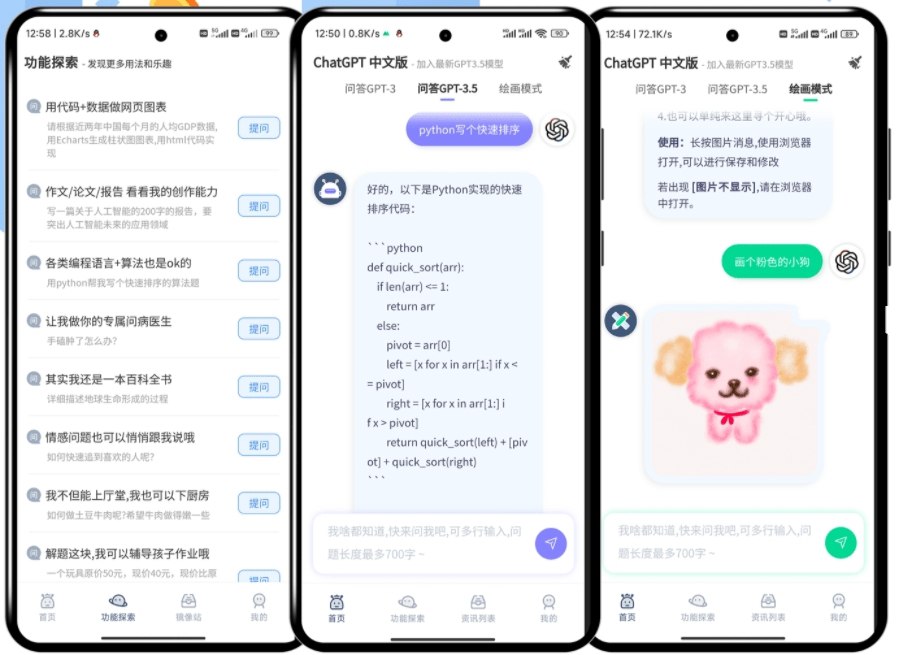 12:58 | 2.8K/s
99
功能探索 - 发现更多用法和乐趣
问 用代码+数据做网页图表
请根据近两年中国每个月的人均GDP数据,
用Echarts生成柱状图图表,用html代码实
现
提问
问 作文/论文/报告 看看我的创作能力
写一篇关于人工智能的200字的报告，要
突出人工智能未来的应用领域
提问
问 各类编程语言+算法也是ok的
用python帮我写个快速排序的算法题
提问
问 让我做你的专属问病医生
手磕肿了怎么办？
提问
问 其实我还是一本百科全书
详细描述地球生命形成的过程
提问
问 情感问题也可以悄悄跟我说哦
如何快速追到喜欢的人呢？
提问
问 我不但能上厅堂,我也可以下厨房
如何做土豆牛肉呢?希望牛肉做得嫩一些
提问
问 解题这块,我可以辅导孩子作业哦
一个玩具原价50元，现价40元，现价比原
提问
首页
功能探索
镜像站
我的
12:50 | 0.8K/s
90
ChatGPT 中文版 - 加入最新GPT3.5模型
问答GPT-3 问答GPT-3.5 绘画模式
python写个快速排序
好的，以下是Python实现的快速
排序代码：
```python
def quick_sort(arr):
if len(arr) <= 1:
return arr
else:
pivot = arr[0]
left = [x for x in arr[1:] if x <
= pivot]
right = [x for x in arr[1:] i
f x > pivot]
return quick_sort(left) + [piv
ot] + quick_sort(right)
```
我啥都知道,快来问我吧,可多行输入,问
题长度最多700字 ~
首页
功能探索
资讯列表
我的
12:54 | 72.1K/s
89
ChatGPT 中文版 - 加入最新GPT3.5模型
问答GPT-3 问答GPT-3.5 绘画模式
4.也可以单纯来这里寻个开心哦。
使用：长按图片消息,使用浏览器
打开,可以进行保存和修改
若出现 [图片不显示],请在浏览器
中打开。
画个粉色的小狗
我啥都知道,快来问我吧,可多行输入,问
题长度最多700字 ~
首页
功能探索
资讯列表
我的